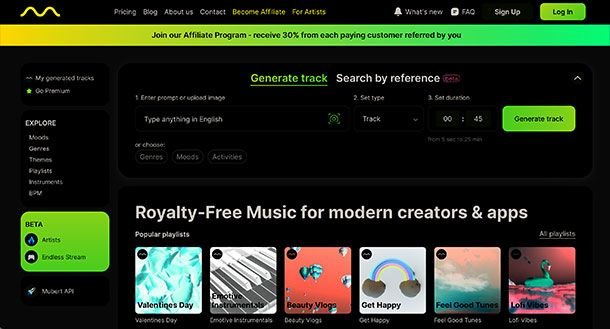 Pricing Blog About us Contact Become Affiliate For Artists What's new FAQ Sign Up Log In
Join our Affiliate Program - receive 30% from each paying customer referred by you
My generated tracks
Go Premium
EXPLORE
Moods
Genres
Themes
Playlists
Instruments
BPM
BETA
Artists
Endless Stream
Mubert API
Generate track Search by reference BETA
1. Enter prompt or upload image 2. Set type 3. Set duration
Type anything in English Track 00 : 45 Generate track
from 5 sec to 25 min
or choose:
Genres Moods Activities
Royalty-Free Music for modern creators & apps
Popular playlists All playlists
Valentines Day Emotive Instrumentals Beauty Vlogs Get Happy Feel Good Tunes Lofi Vibes
Valentines Day Emotive Instrumentals Beauty Vlogs Get Happy Feel Good Tunes Lofi Vibes